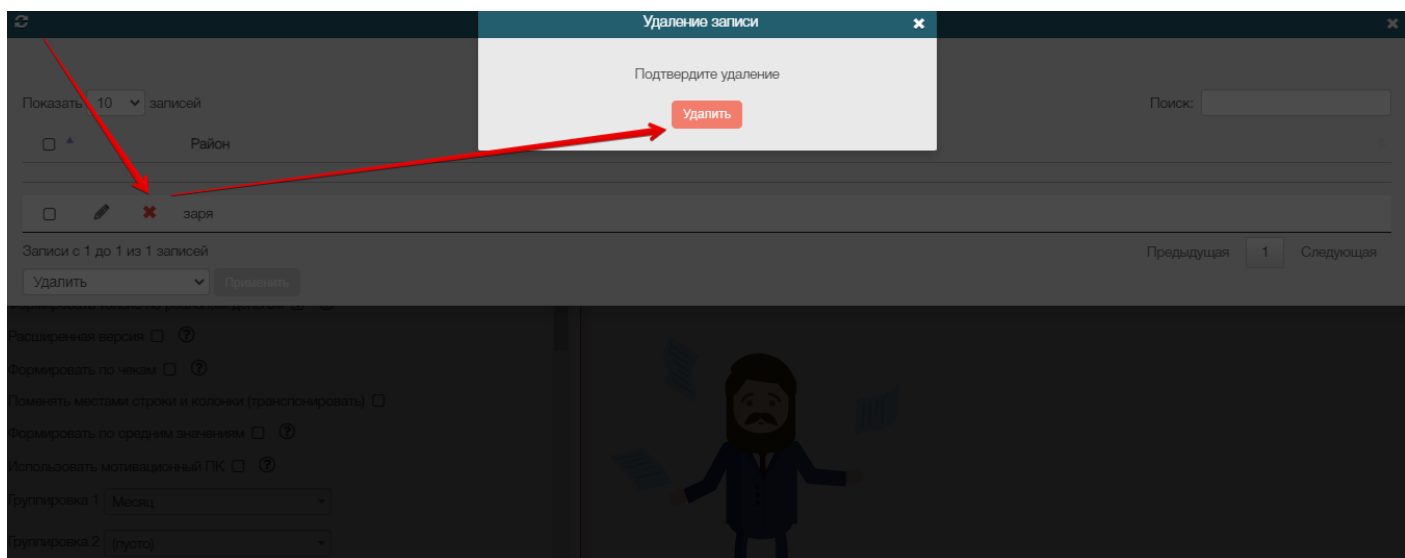 Удаление записи
Подтвердите удаление
Удалить
Показать 10 записей
Поиск:
Район
заря
Записи с 1 до 1 из 1 записей
Предыдущая 1 Следующая
Удалить Применить
Расширенная версия
Формировать по чекам
Поменять местами строки и колонки (транспонировать)
Формировать по средним значениям
Использовать мотивационный ПК
Группировка 1 Месяц
Группировка 2 (пусто)